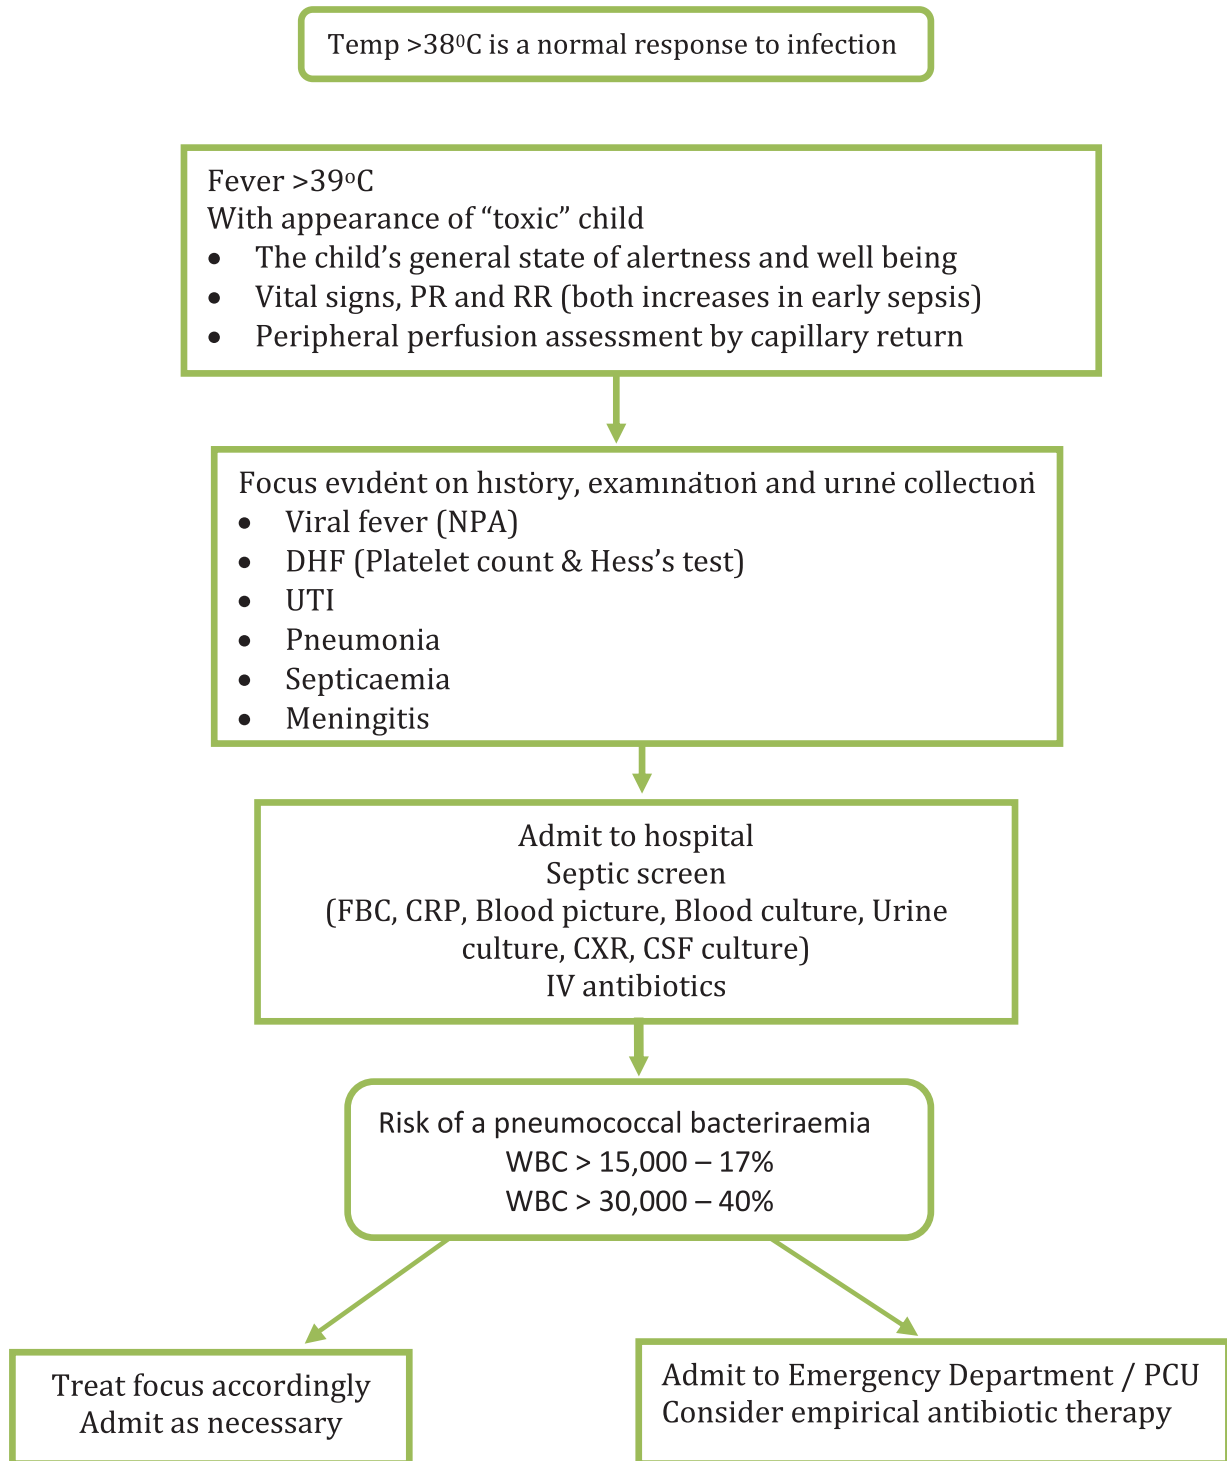 Temp >38⁰C is a normal response to infection
Fever >39ᵒC
With appearance of “toxic” child
• The child’s general state of alertness and well being
• Vital signs, PR and RR (both increases in early sepsis)
• Peripheral perfusion assessment by capillary return
Focus evident on history, examination and urine collection
• Viral fever (NPA)
• DHF (Platelet count & Hess’s test)
• UTI
• Pneumonia
• Septicaemia
• Meningitis
Admit to hospital
Septic screen
(FBC, CRP, Blood picture, Blood culture, Urine
culture, CXR, CSF culture)
IV antibiotics
Risk of a pneumococcal bacteriraemia
WBC > 15,000 – 17%
WBC > 30,000 – 40%
Treat focus accordingly
Admit as necessary
Admit to Emergency Department / PCU
Consider empirical antibiotic therapy